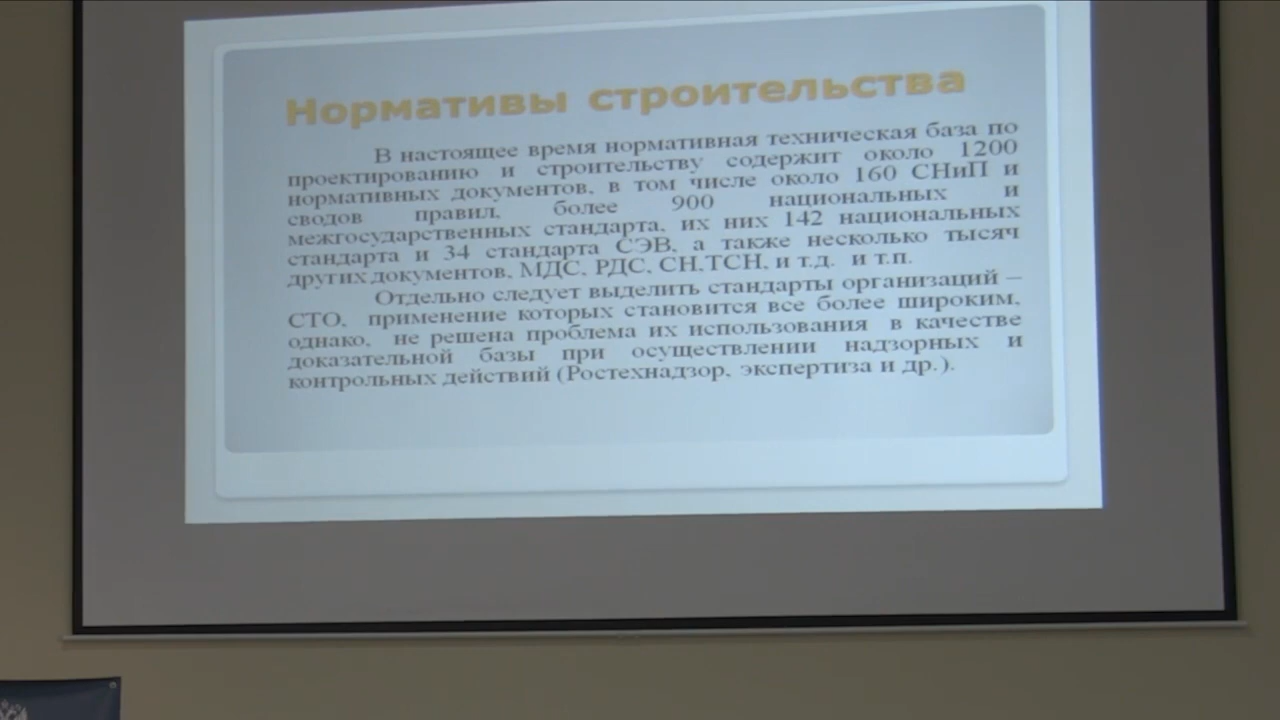 Нормативы строительства
В настоящее время нормативная техническая база по
проектированию и строительству содержит около 1200
нормативных документов, в том числе около 160 СНиП и
сводов правил, более 900 национальных и
межгосударственных стандарта, их них 142 национальных
стандарта и 34 стандарта СЭВ, а также несколько тысяч
других документов, МДС, РДС, СН,ТСН, и т.д. и т.п.
Отдельно следует выделить стандарты организаций –
СТО, применение которых становится все более широким,
однако, не решена проблема их использования в качестве
доказательной базы при осуществлении надзорных и
контрольных действий (Ростехнадзор, экспертиза и др.).